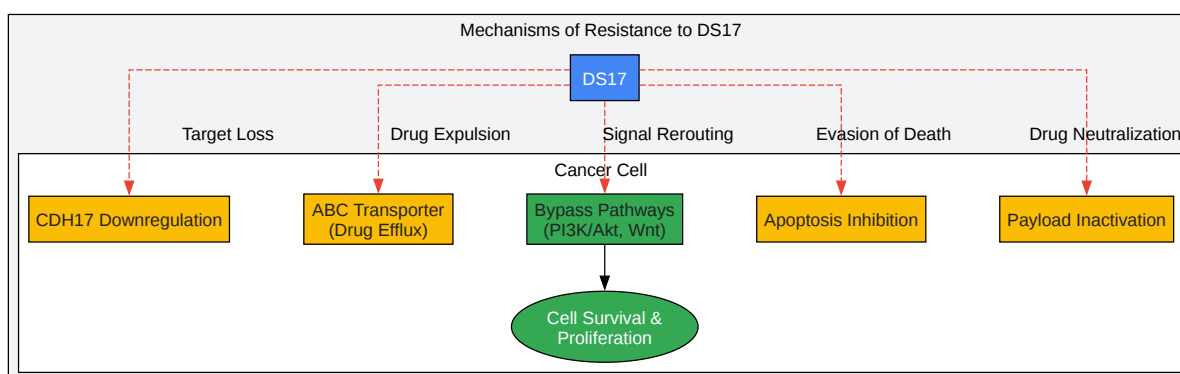 Mechanisms of Resistance to DS17
DS17
Target Loss
Drug Expulsion
Signal Rerouting
Evasion of Death
Drug Neutralization
Cancer Cell
CDH17 Downregulation
ABC Transporter
(Drug Efflux)
Bypass Pathways
(PI3K/Akt, Wnt)
Apoptosis Inhibition
Payload Inactivation
Cell Survival &
Proliferation